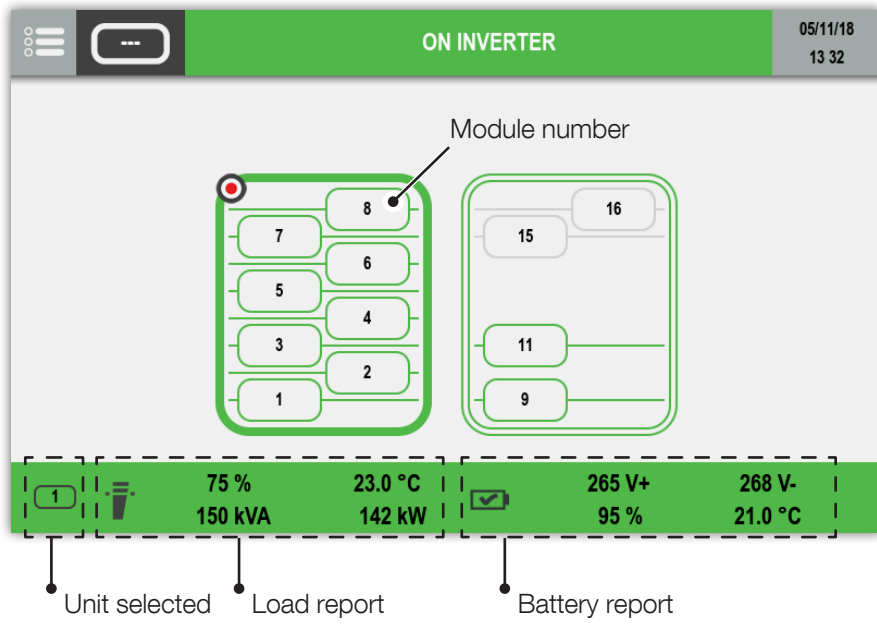 ---
ON INVERTER
05/11/18
13 32
Module number
8
16
7
15
6
5
4
3
11
2
1
9
1
75 %
23.0 °C
265 V+
268 V-
150 kVA
142 kW
95 %
21.0 °C
Unit selected
Load report
Battery report